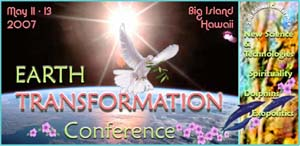 May 11 - 13
2007
Big Island
Hawaii
EARTH
TRANSFORMATION
Conference
New Science
& Technologies
Spirituality
Dolphins
Exopolitics